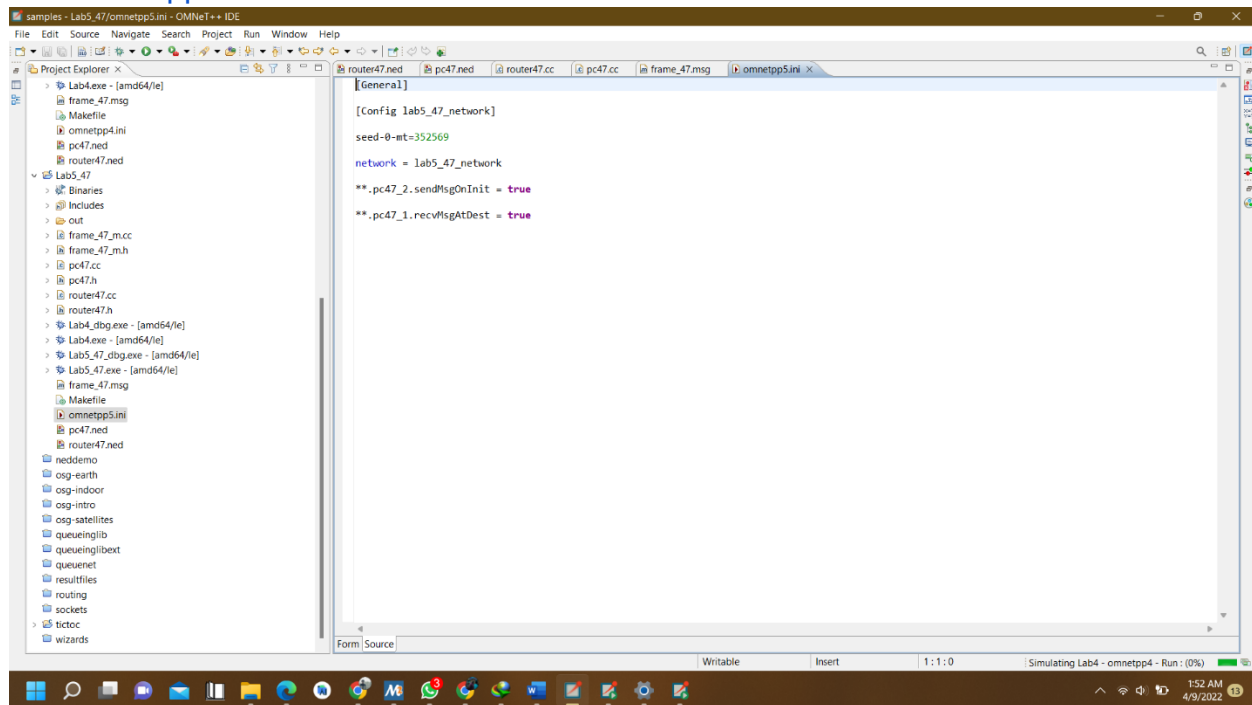 samples - Lab5_47/omnetpp5.ini - OMNeT++ IDE
File Edit Source Navigate Search Project Run Window Help
Project Explorer
Lab4.exe - [amd64/le]
frame_47.msg
Makefile
omnetpp4.ini
pc47.ned
router47.ned
Lab5_47
Binaries
Includes
out
frame_47_m.cc
frame_47_m.h
pc47.cc
pc47.h
router47.cc
router47.h
Lab4_dbg.exe - [amd64/le]
Lab4.exe - [amd64/le]
Lab5_47_dbg.exe - [amd64/le]
Lab5_47.exe - [amd64/le]
frame_47.msg
Makefile
omnetpp5.ini
pc47.ned
router47.ned
neddemo
osg-earth
osg-indoor
osg-intro
osg-satellites
queueinglib
queueinglibext
queuenet
resultfiles
routing
sockets
tictoc
wizards
router47.ned pc47.ned router47.cc pc47.cc frame_47.msg omnetpp5.ini
[General]
[Config lab5_47_network]
seed-0-mt=352569
network = lab5_47_network
**.pc47_2.sendMsgOnInit = true
**.pc47_1.recvMsgAtDest = true
Form Source
Writable Insert 1:1:0 Simulating Lab4 - omnetpp4 - Run : (0%)
3
1:52 AM
4/9/2022
13